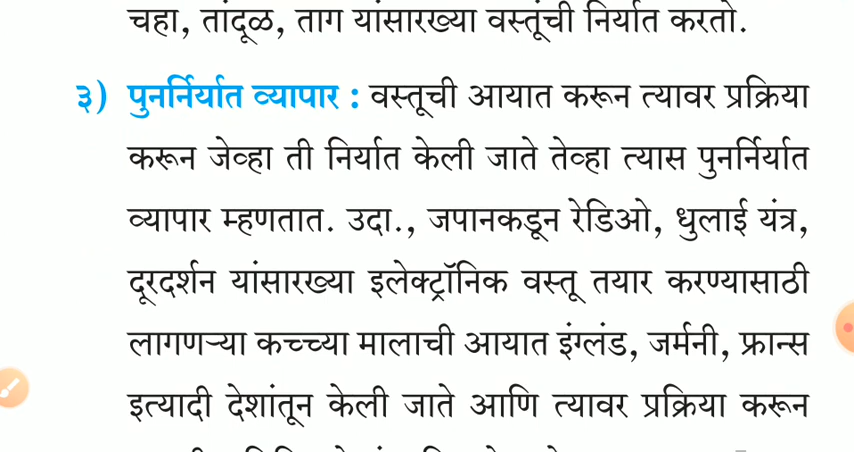 चहा, तांदूळ, ताग यांसारख्या वस्तूंची निर्यात करतो.
३) पुनर्निर्यात व्यापार : वस्तूची आयात करून त्यावर प्रक्रिया
करून जेव्हा ती निर्यात केली जाते तेव्हा त्यास पुनर्निर्यात
व्यापार म्हणतात. उदा., जपानकडून रेडिओ, धुलाई यंत्र,
दूरदर्शन यांसारख्या इलेक्ट्रॉनिक वस्तू तयार करण्यासाठी
लागणाऱ्या कच्च्या मालाची आयात इंग्लंड, जर्मनी, फ्रान्स
इत्यादी देशांतून केली जाते आणि त्यावर प्रक्रिया करून